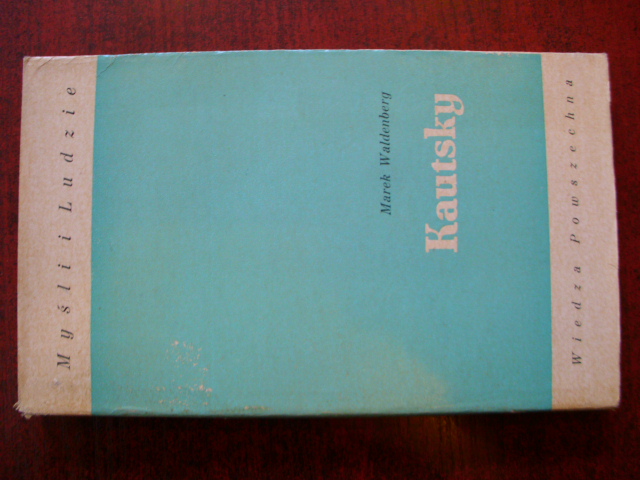 Myśli i Ludzie
Marek Waldenberg
Kautsky
Wiedza Powszechna